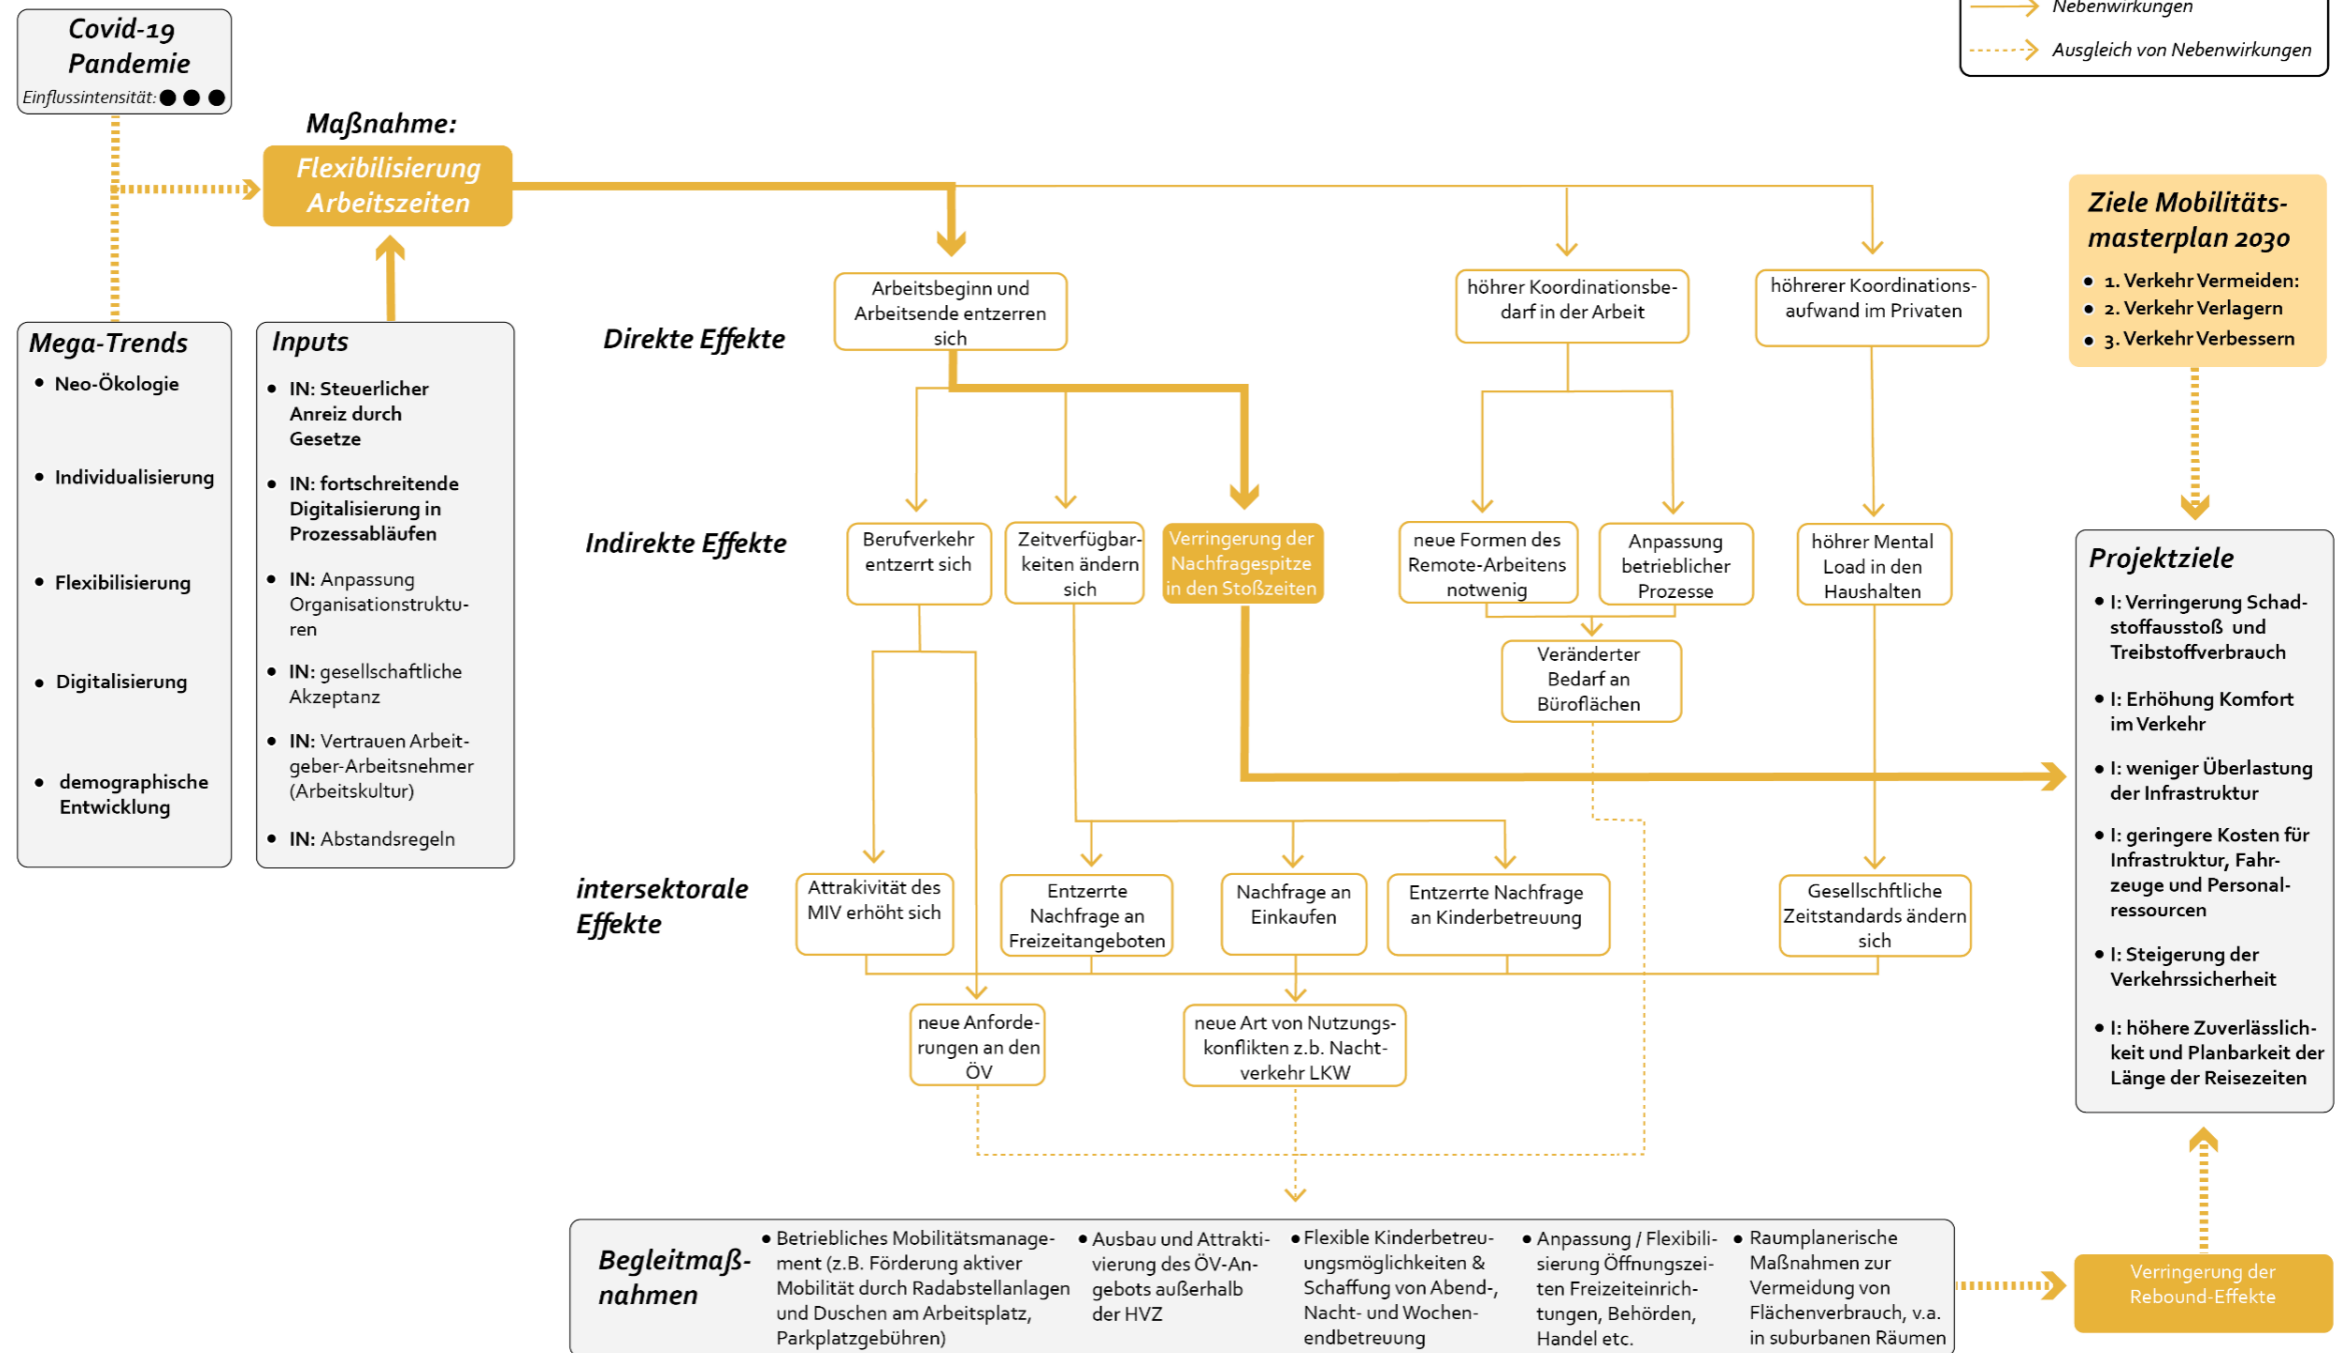 Covid-19
Pandemie
Einflussintensität:
Nebenwirkungen
Ausgleich von Nebenwirkungen
Maßnahme:
Flexibilisierung
Arbeitszeiten
Ziele Mobilitäts-
masterplan 2030
• 1. Verkehr Vermeiden:
• 2. Verkehr Verlagern
• 3. Verkehr Verbessern
Mega-Trends
• Neo-Ökologie
• Individualisierung
• Flexibilisierung
• Digitalisierung
• demographische
Entwicklung
Inputs
• IN: Steuerlicher
Anreiz durch
Gesetze
• IN: fortschreitende
Digitalisierung in
Prozessabläufen
• IN: Anpassung
Organisationstruktu-
ren
• IN: gesellschaftliche
Akzeptanz
• IN: Vertrauen Arbeit-
geber-Arbeitsnehmer
(Arbeitskultur)
• IN: Abstandsregeln
Direkte Effekte
Arbeitsbeginn und
Arbeitsende entzerren
sich
höhrer Koordinationsbe-
darf in der Arbeit
höhrerer Koordinations-
aufwand im Privaten
Indirekte Effekte
Berufverkehr
entzerrt sich
Zeitverfügbar-
keiten ändern
sich
Verringerung der
Nachfragespitze
in den Stoßzeiten
neue Formen des
Remote-Arbeitens
notwenig
Anpassung
betrieblicher
Prozesse
höhrer Mental
Load in den
Haushalten
Veränderter
Bedarf an
Büroflächen
Projektziele
• I: Verringerung Schad-
stoffausstoß und
Treibstoffverbrauch
• I: Erhöhung Komfort
im Verkehr
• I: weniger Überlastung
der Infrastruktur
• I: geringere Kosten für
Infrastruktur, Fahr-
zeuge und Personal-
ressourcen
• I: Steigerung der
Verkehrssicherheit
• I: höhere Zuverlässlich-
keit und Planbarkeit der
Länge der Reisezeiten
intersektorale
Effekte
Attrakivität des
MIV erhöht sich
Entzerrte
Nachfrage an
Freizeitangeboten
Nachfrage an
Einkaufen
Entzerrte Nachfrage
an Kinderbetreuung
Gesellschftliche
Zeitstandards ändern
sich
neue Anforde-
rungen an den
ÖV
neue Art von Nutzungs-
konflikten z.b. Nacht-
verkehr LKW
Begleitmaß-
nahmen
• Betriebliches Mobilitätsmanage-
ment (z.B. Förderung aktiver
Mobilität durch Radabstellanlagen
und Duschen am Arbeitsplatz,
Parkplatzgebühren)
• Ausbau und Attrakti-
vierung des ÖV-An-
gebots außerhalb
der HVZ
• Flexible Kinderbetreu-
ungsmöglichkeiten &
Schaffung von Abend-,
Nacht- und Wochen-
endbetreuung
• Anpassung / Flexibili-
sierung Öffnungszei-
ten Freizeiteinrich-
tungen, Behörden,
Handel etc.
• Raumplanerische
Maßnahmen zur
Vermeidung von
Flächenverbrauch, v.a.
in suburbanen Räumen
Verringerung der
Rebound-Effekte